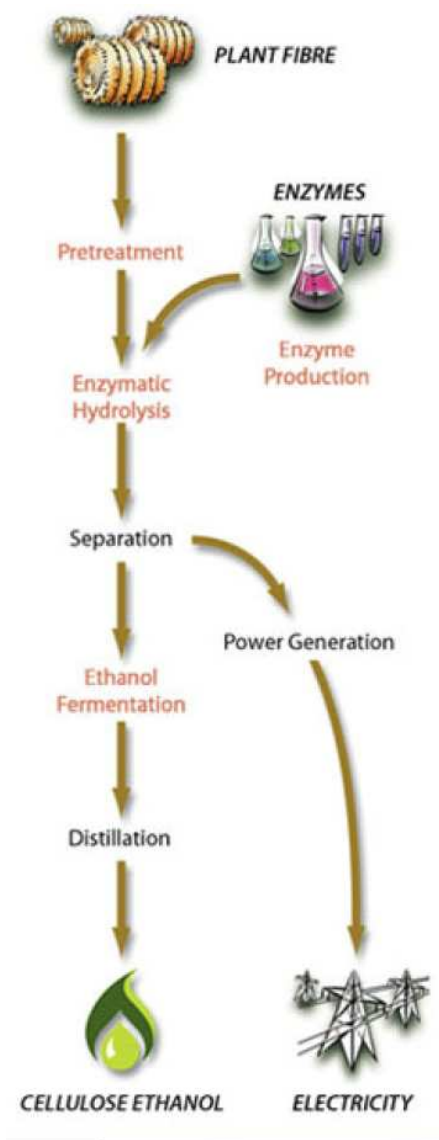 PLANT FIBRE
ENZYMES
Pretreatment
Enzyme
Production
Enzymatic
Hydrolysis
Separation
Power Generation
Ethanol
Fermentation
Distillation
CELLULOSE ETHANOL
ELECTRICITY